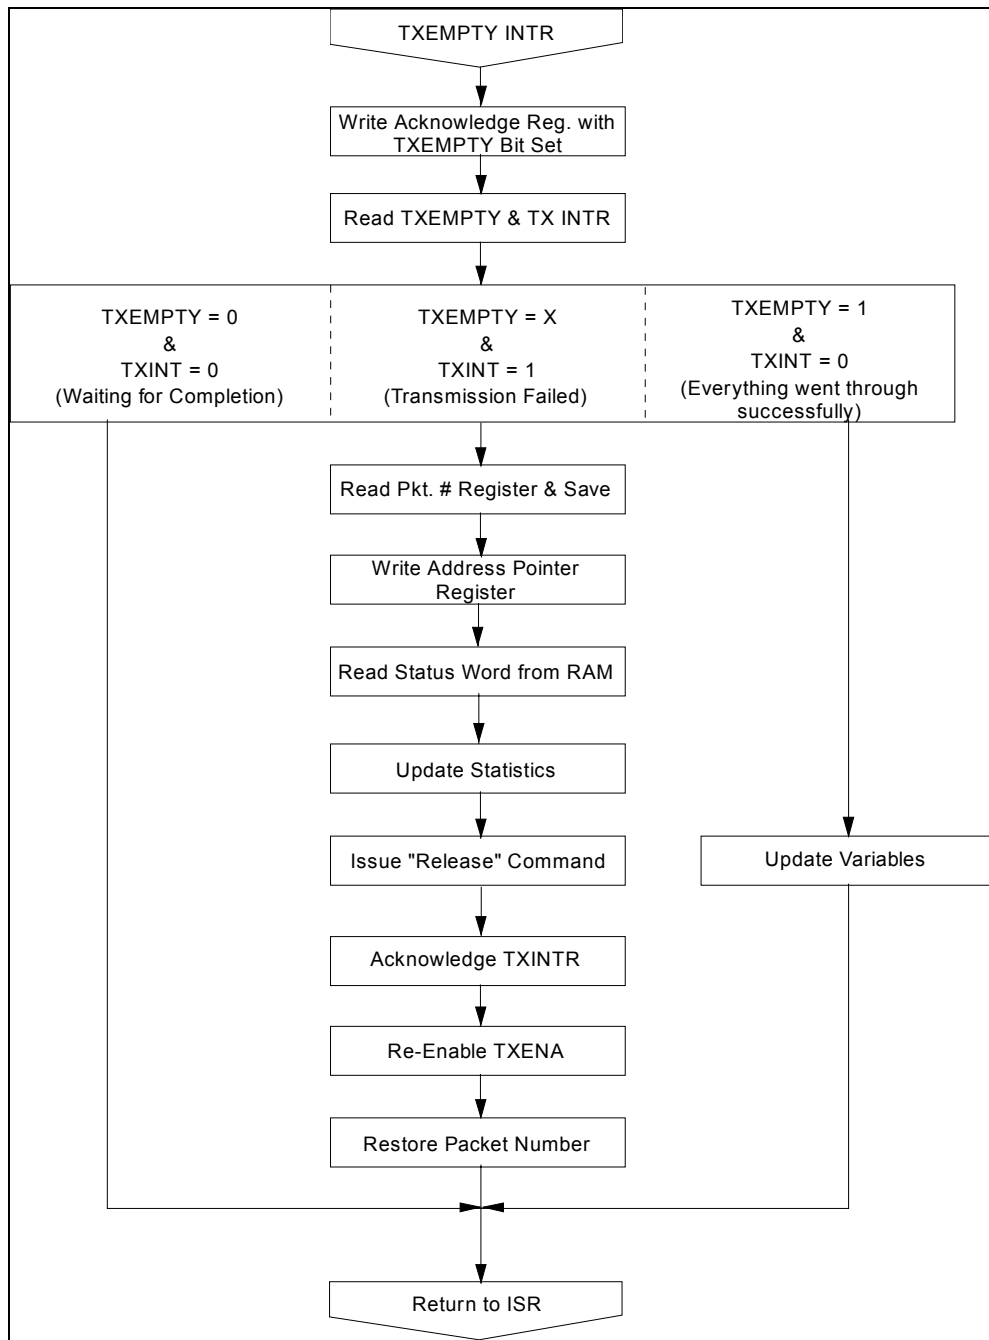 TXEMPTY INTR
Write Acknowledge Reg. with
TXEMPTY Bit Set
Read TXEMPTY & TX INTR
TXEMPTY = 0
&
TXINT = 0
(Waiting for Completion)
TXEMPTY = X
&
TXINT = 1
(Transmission Failed)
TXEMPTY = 1
&
TXINT = 0
(Everything went through
successfully)
Read Pkt. # Register & Save
Write Address Pointer
Register
Read Status Word from RAM
Update Statistics
Issue "Release" Command
Update Variables
Acknowledge TXINTR
Re-Enable TXENA
Restore Packet Number
Return to ISR